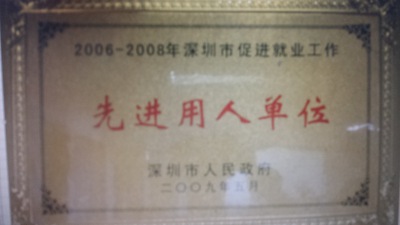 2006-2008年深圳市促进就业工作
先进用人单位
深圳市人民政府
二〇〇九年五月